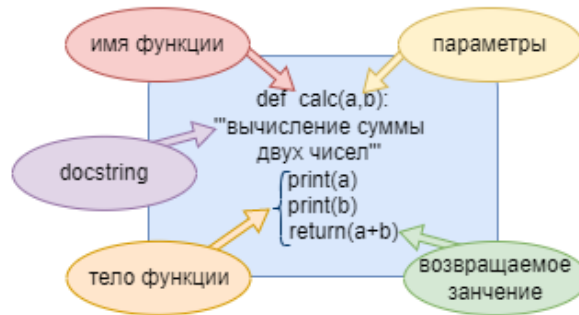 имя функции
параметры
def calc(a,b):
'''вычисление суммы
двух чисел'''
docstring
print(a)
print(b)
return(a+b)
тело функции
возвращаемое
занчение